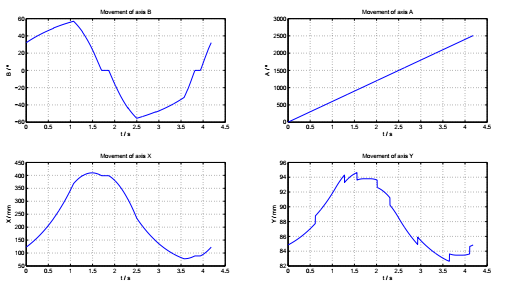 Movement of axis B
60
40
20
0
−20
−40
−60
0 0.5 1 1.5 2 2.5 3 3.5 4 4.5
B / °
t / s
Movement of axis A
3000
2500
2000
1500
1000
500
0
0 0.5 1 1.5 2 2.5 3 3.5 4 4.5
A / °
t / s
Movement of axis X
450
400
350
300
250
200
150
100
50
0 0.5 1 1.5 2 2.5 3 3.5 4 4.5
X / mm
t / s
Movement of axis Y
96
94
92
90
88
86
84
82
0 0.5 1 1.5 2 2.5 3 3.5 4 4.5
Y / mm
t / s